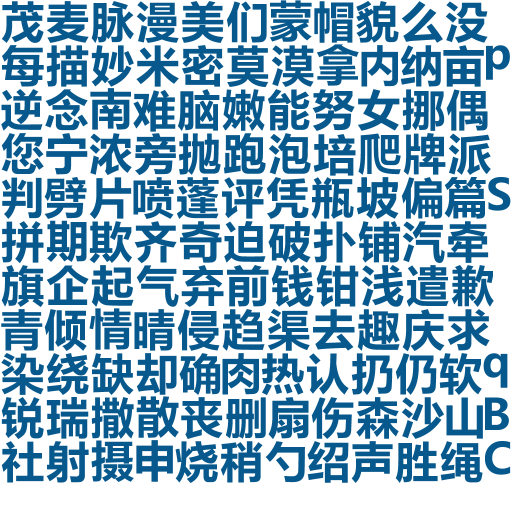 茂麦脉漫美们蒙帽貌么没
每描妙米密莫漠拿内纳亩p
逆念南难脑嫩能努女挪偶
您宁浓旁抛跑泡培爬牌派
判劈片喷蓬评凭瓶坡偏篇S
拼期欺齐奇迫破扑铺汽牵
旗企起气弃前钱钳浅遣歉
青倾情晴侵趋渠去趣庆求
染绕缺却确肉热认扔仍软q
锐瑞撒散丧删扇伤森沙山B
社射摄申烧稍勺绍声胜绳C